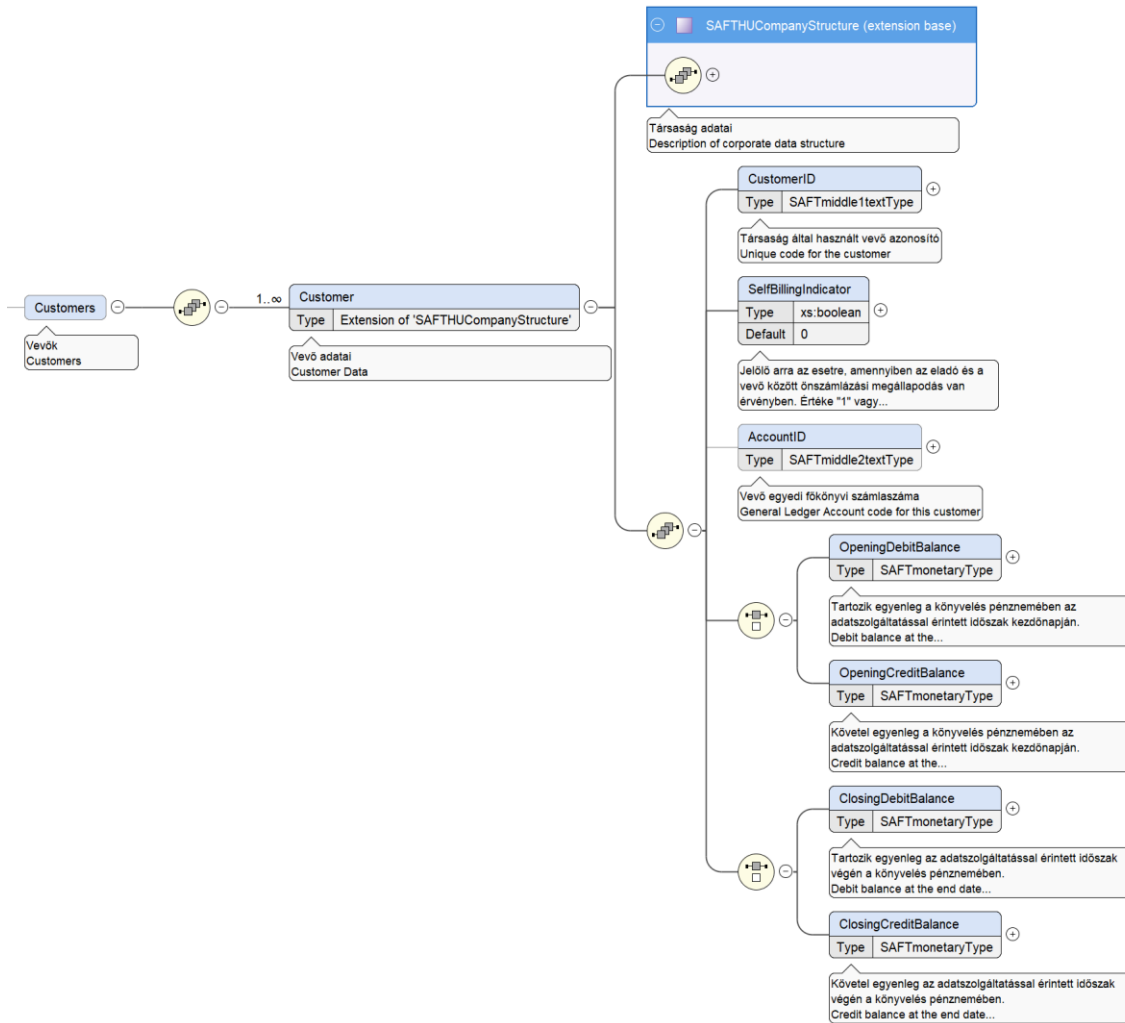 SAFTHUCompanyStructure (extension base)
Társaság adatai
Description of corporate data structure
CustomerID
Type SAFTmiddle1textType
Társaság által használt vevő azonosító
Unique code for the customer
SelfBillingIndicator
Type xs:boolean
Default 0
Jelölő arra az esetre, amennyiben az eladó és a
vevő között önszámlázási megállapodás van
érvényben. Értéke "1" vagy...
Customers
Vevők
Customers
1..∞
Customer
Type Extension of 'SAFTHUCompanyStructure'
Vevő adatai
Customer Data
AccountID
Type SAFTmiddle2textType
Vevő egyedi főkönyvi számlaszáma
General Ledger Account code for this customer
OpeningDebitBalance
Type SAFTmonetaryType
Tartozik egyenleg a könyvelés pénznemében az
adatszolgáltatással érintett időszak kezdőnapján.
Debit balance at the...
OpeningCreditBalance
Type SAFTmonetaryType
Követel egyenleg a könyvelés pénznemében az
adatszolgáltatással érintett időszak kezdőnapján.
Credit balance at the...
ClosingDebitBalance
Type SAFTmonetaryType
Tartozik egyenleg az adatszolgáltatással érintett időszak
végén a könyvelés pénznemében.
Debit balance at the end date...
ClosingCreditBalance
Type SAFTmonetaryType
Követel egyenleg az adatszolgáltatással érintett időszak
végén a könyvelés pénznemében.
Credit balance at the end date...